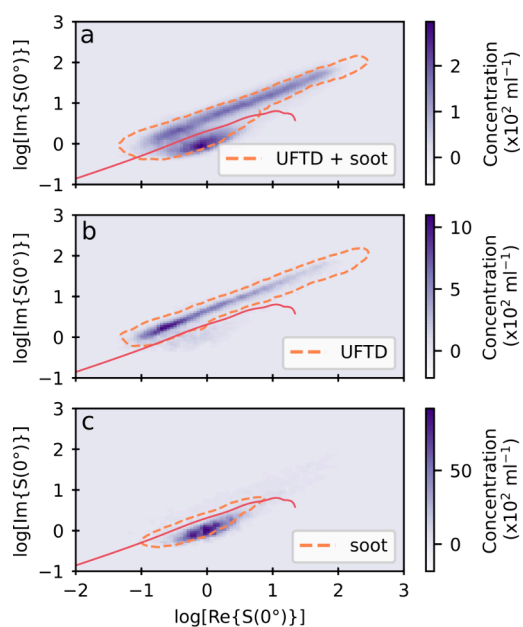 3
2
1
0
−1
log[Im{S(0°)}]
a
UFTD + soot
2
1
0
Concentration
(x10² ml⁻¹)
3
2
1
0
−1
log[Im{S(0°)}]
b
UFTD
10
5
0
Concentration
(x10² ml⁻¹)
3
2
1
0
−1
log[Im{S(0°)}]
c
soot
50
0
Concentration
(x10² ml⁻¹)
−2 −1 0 1 2 3
log[Re{S(0°)}]